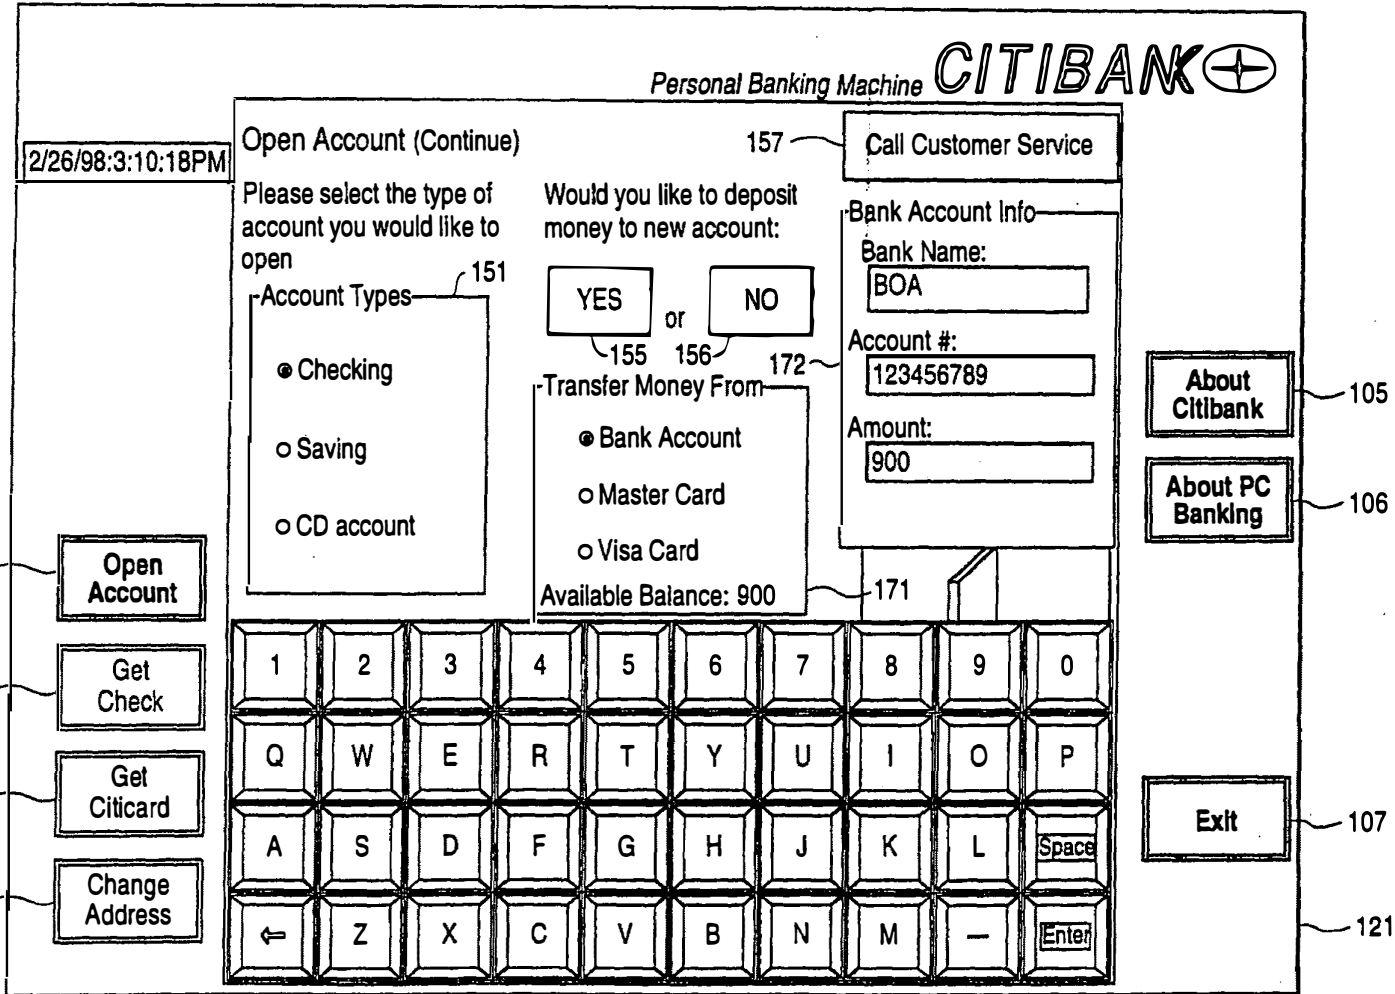 Personal Banking Machine CITIBANK
2/26/98:3:10:18PM
Open Account (Continue)
157
Call Customer Service
Please select the type of
account you would like to
open
151
Account Types
Checking
Saving
CD account
Would you like to deposit
money to new account:
YES
or
NO
155
156
Transfer Money From
Bank Account
Master Card
Visa Card
Available Balance: 900
171
172
Bank Account Info
Bank Name:
BOA
Account #:
123456789
Amount:
900
About
Citibank
105
About PC
Banking
106
Exit
107
121
Open
Account
Get
Check
Get
Citicard
Change
Address
1 2 3 4 5 6 7 8 9 0
Q W E R T Y U I O P
A S D F G H J K L Space
⇐ Z X C V B N M — Enter